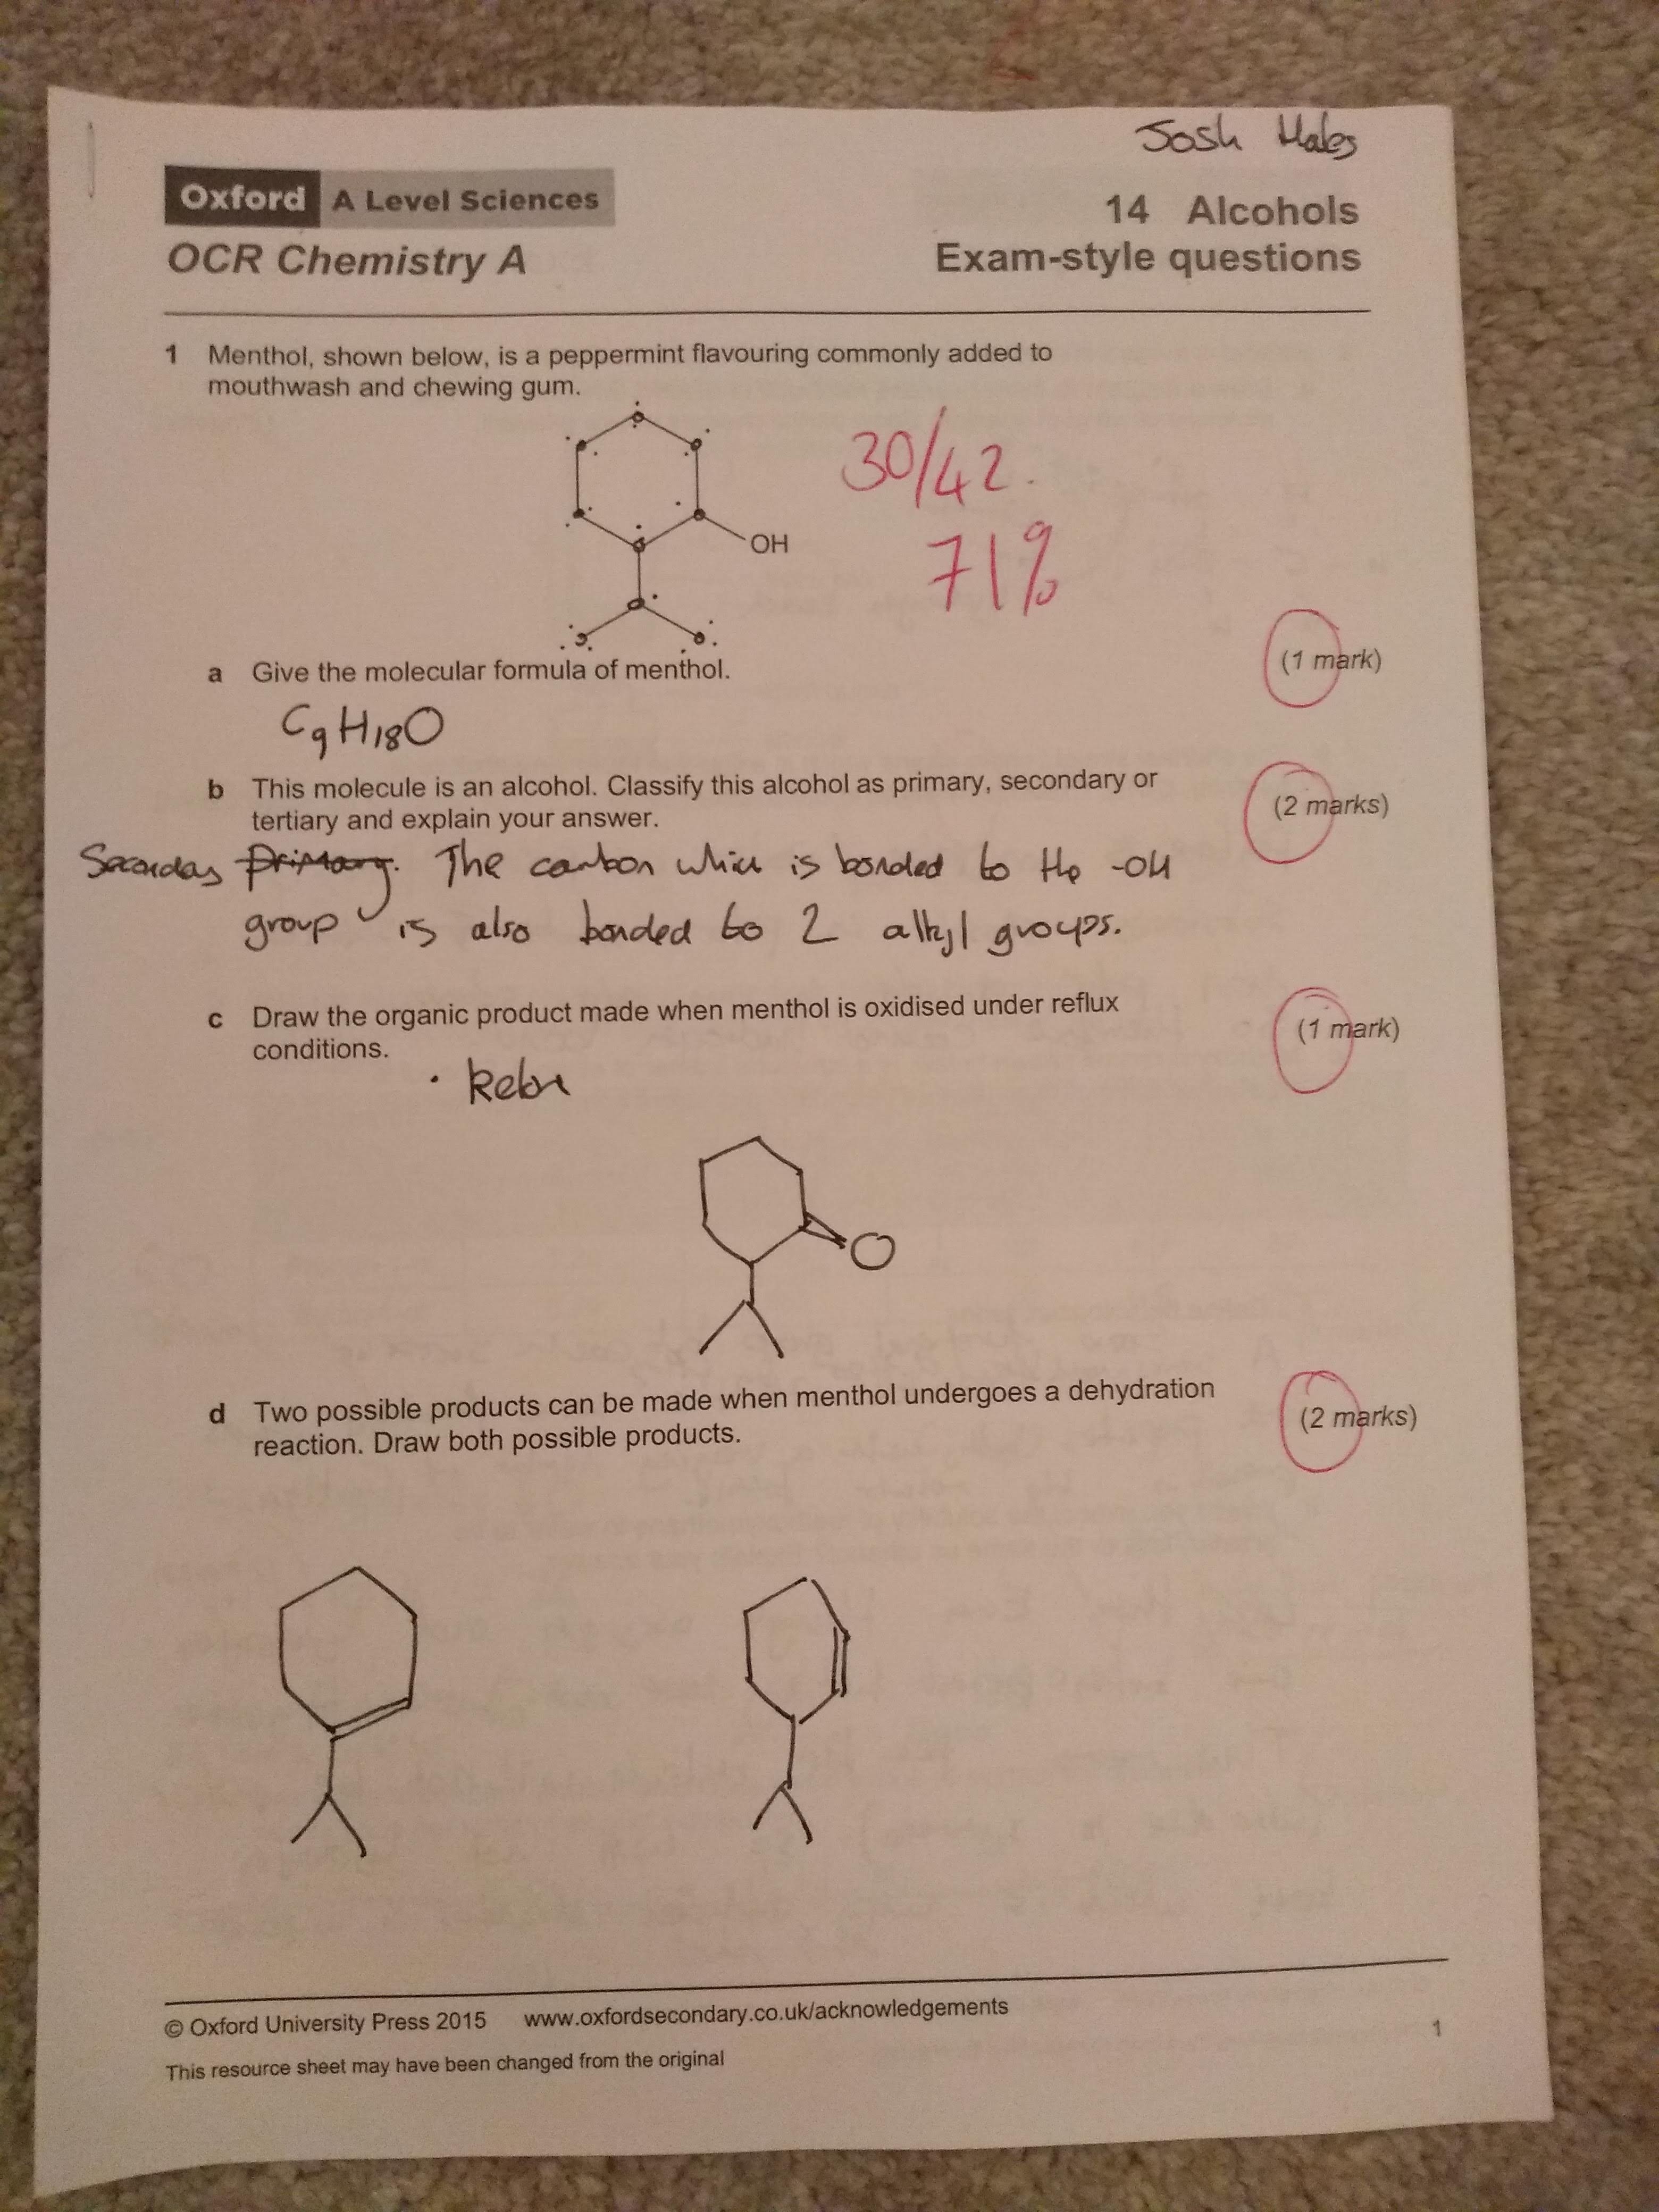 Josh Hales
Oxford A Level Sciences
14 Alcohols
OCR Chemistry A
Exam-style questions
1 Menthol, shown below, is a peppermint flavouring commonly added to
mouthwash and chewing gum.
30/42.
OH
71%
(1 mark)
a Give the molecular formula of menthol.
C9H18O
b This molecule is an alcohol. Classify this alcohol as primary, secondary or
(2 marks)
tertiary and explain your answer.
Seconday primary. The carbon which is bonded to the -OH
group is also bonded to 2 alkyl groups.
c Draw the organic product made when menthol is oxidised under reflux
(1 mark)
conditions.
• ketone
O
d Two possible products can be made when menthol undergoes a dehydration
(2 marks)
reaction. Draw both possible products.
© Oxford University Press 2015 www.oxfordsecondary.co.uk/acknowledgements
1
This resource sheet may have been changed from the original